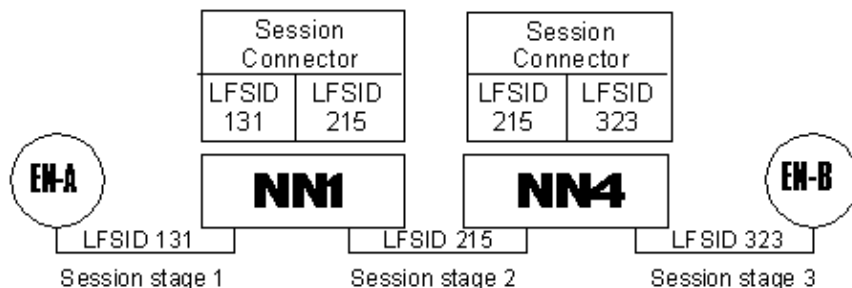 Session
Connector
LFSID
131
LFSID
215
Session
Connector
LFSID
215
LFSID
323
EN-A
NN1
NN4
EN-B
LFSID 131
LFSID 215
LFSID 323
Session stage 1
Session stage 2
Session stage 3